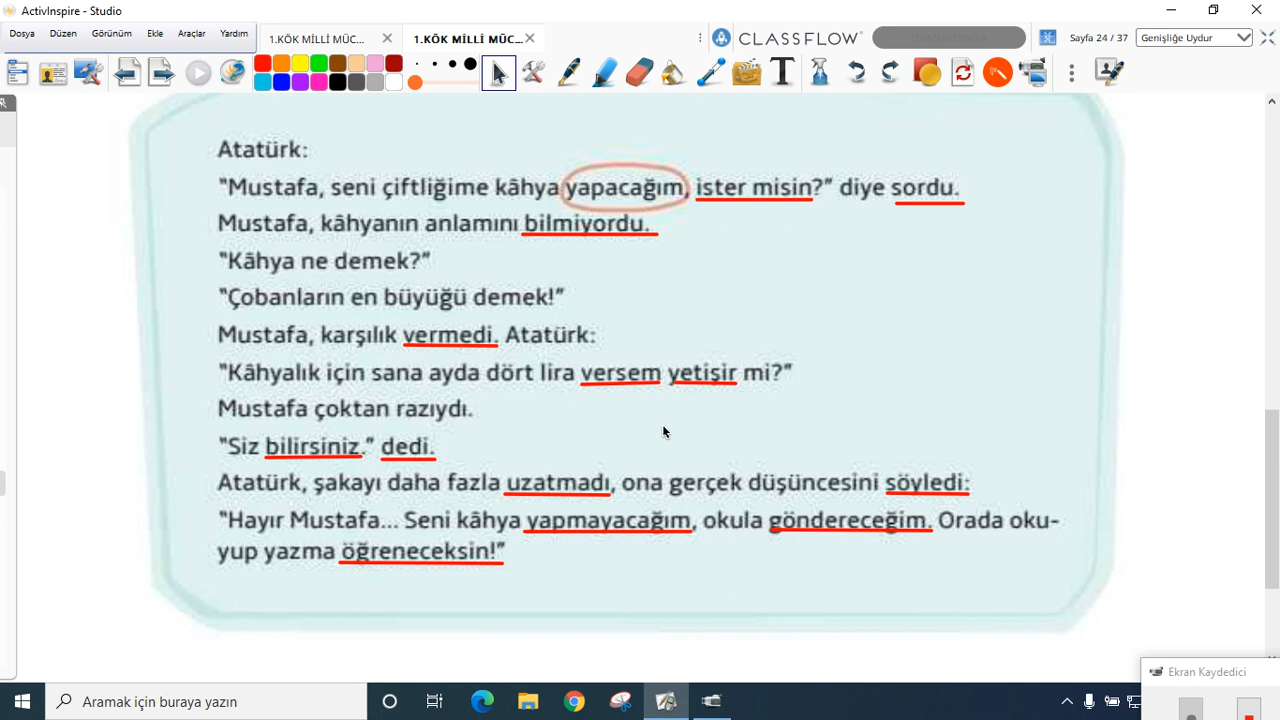 ActivInspire - Studio
Dosya Düzen Görünüm Ekle Araçlar Yardım
1.KÖK MİLLİ MÜC...
1.KÖK MİLLİ MÜC...
CLASSFLOW
Sayfa 24 / 37
Genişliğe Uydur
Atatürk:
"Mustafa, seni çiftliğime kâhya yapacağım, ister misin?" diye sordu.
Mustafa, kâhyanın anlamını bilmiyordu.
"Kâhya ne demek?"
"Çobanların en büyüğü demek!"
Mustafa, karşılık vermedi. Atatürk:
"Kâhyalık için sana ayda dört lira versem yetişir mi?"
Mustafa çoktan razıydı.
"Siz bilirsiniz." dedi.
Atatürk, şakayı daha fazla uzatmadı, ona gerçek düşüncesini söyledi:
"Hayır Mustafa... Seni kâhya yapmayacağım, okula göndereceğim. Orada oku-
yup yazma öğreneceksin!"
Ekran Kaydedici
Aramak için buraya yazın